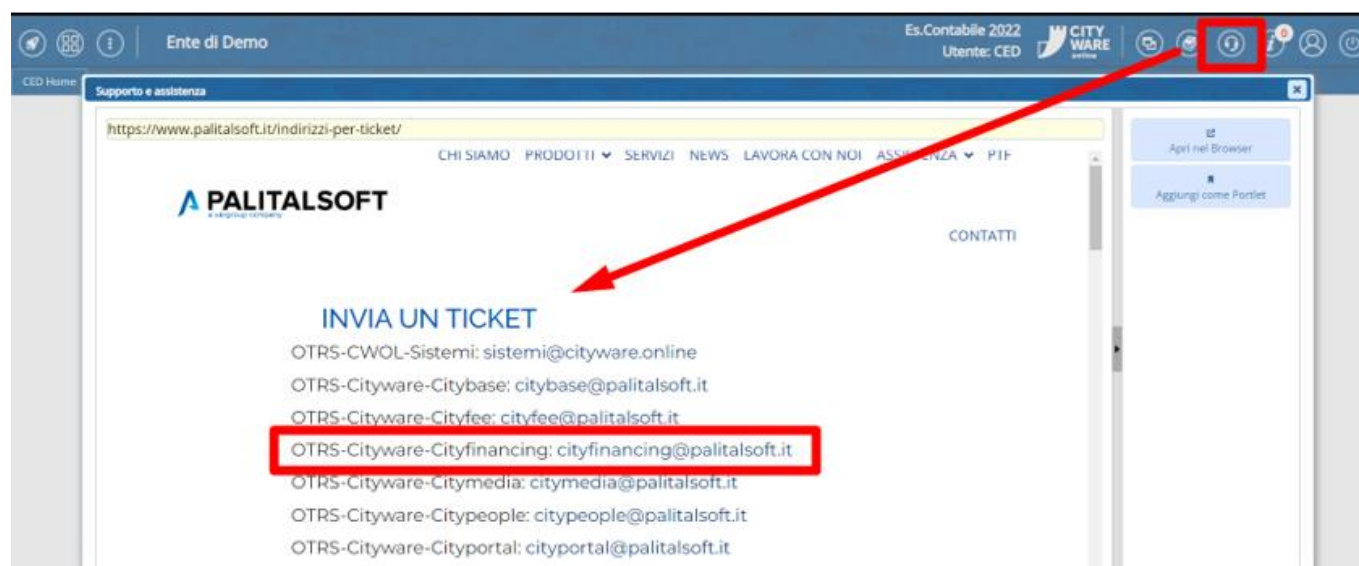 Ente di Demo
Es.Contabile 2022
Utente: CED
CITY
WARE
online
0
CED Home
Supporto e assistenza
https://www.palitalsoft.it/indirizzi-per-ticket/
CHI SIAMO PRODOTTI SERVIZI NEWS LAVORA CON NOI ASSISTENZA PTF
PALITALSOFT
CONTATTI
Apri nel Browser
Aggiungi come Portlet
INVIA UN TICKET
OTRS-CWOL-Sistemi: sistemi@cityware.online
OTRS-Cityware-Citybase: citybase@palitalsoft.it
OTRS-Cityware-Cityfee: cityfee@palitalsoft.it
OTRS-Cityware-Cityfinancing: cityfinancing@palitalsoft.it
OTRS-Cityware-Citymedia: citymedia@palitalsoft.it
OTRS-Cityware-Citypeople: citypeople@palitalsoft.it
OTRS-Cityware-Cityportal: cityportal@palitalsoft.it